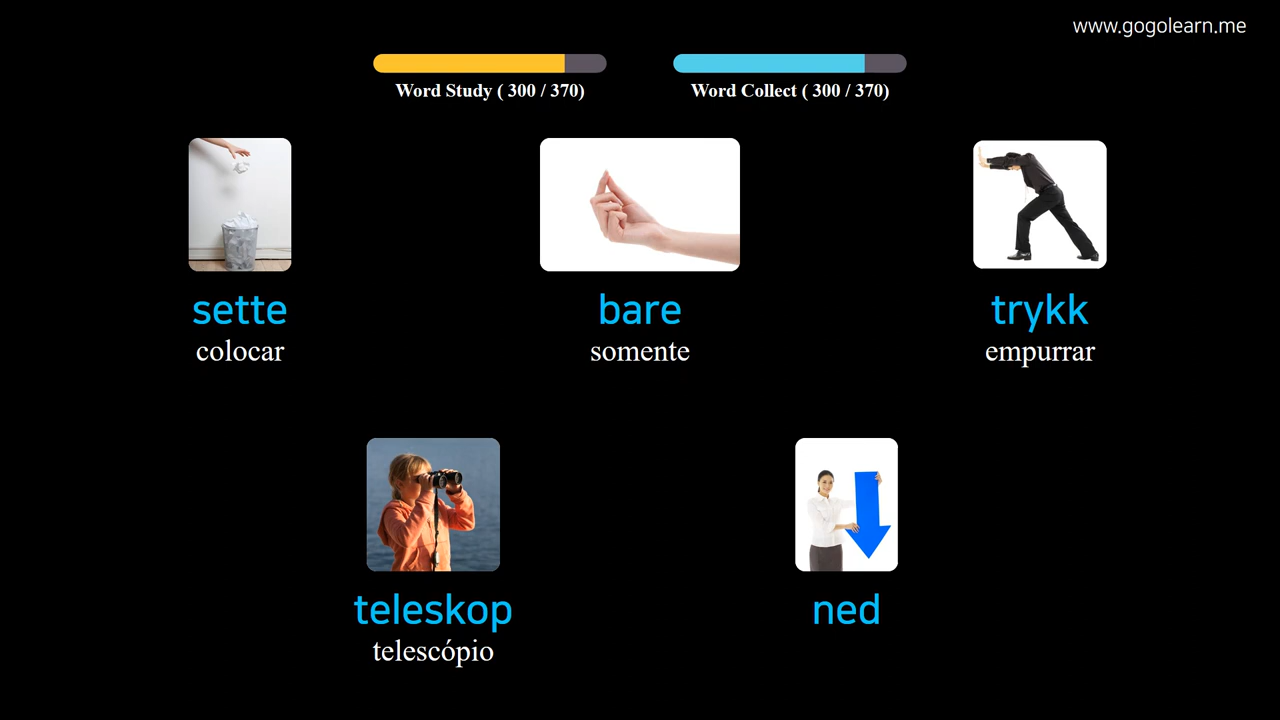 www.gogolearn.me
Word Study ( 300 / 370)
Word Collect ( 300 / 370)
sette
colocar
bare
somente
trykk
empurrar
teleskop
telescópio
ned